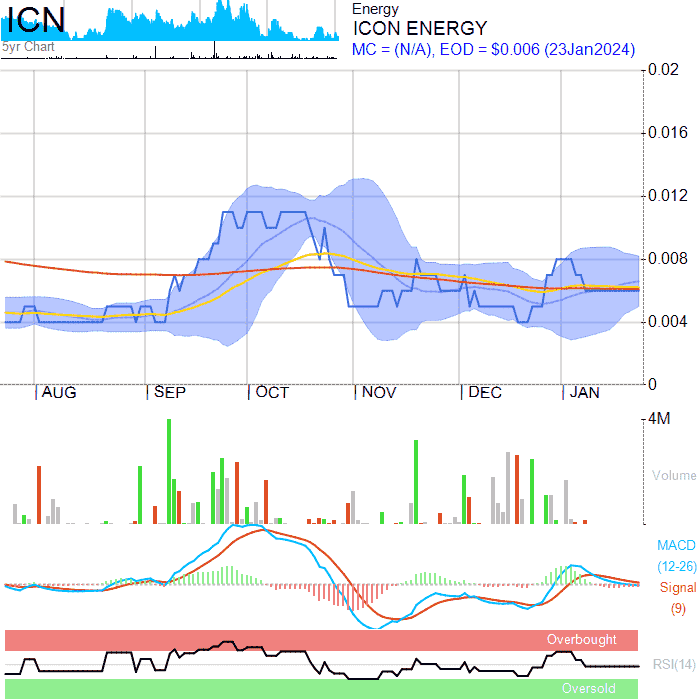 ICN
5yr Chart
Energy
ICON ENERGY
MC = (N/A), EOD = $0.006 (23Jan2024)
0.02
0.016
0.012
0.008
0.004
0
AUG SEP OCT NOV DEC JAN
4M
Volume
MACD
(12-26)
Signal
(9)
Overbought
RSI(14)
Oversold